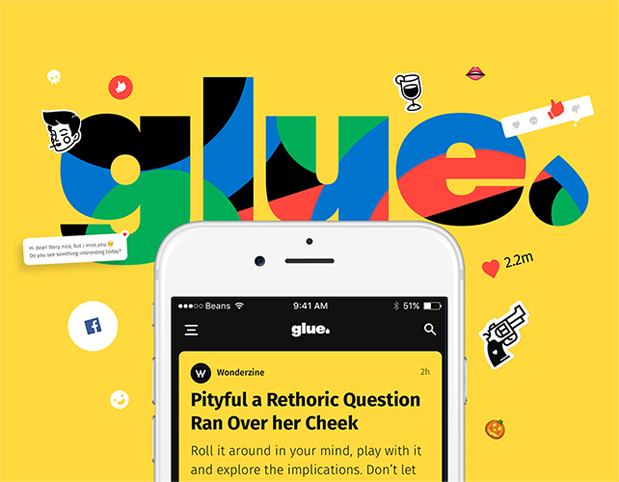 glue
Hi, dear! Wery nice, but i miss you,
Do you see somthing interesting today?
2.2m
Beans
9:41 AM
51%
glue
W Wonderzine
2h
Pityful a Rethoric Question
Ran Over her Cheek
Roll it around in your mind, play with it
and explore the implications. Don’t let